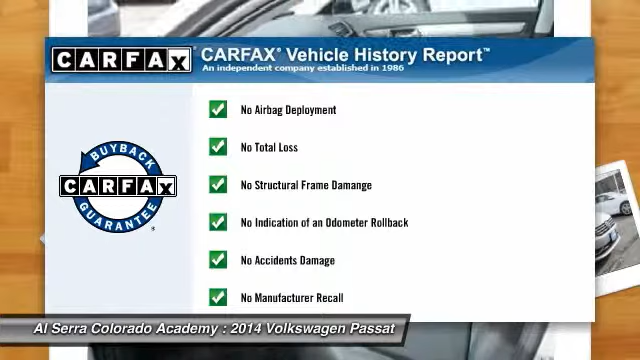 CARFAX
CARFAX® Vehicle History Report™
An independent company established in 1986
No Airbag Deployment
No Total Loss
No Structural Frame Damange
No Indication of an Odometer Rollback
No Accidents Damage
No Manufacturer Recall
BUYBACK
CARFAX
GUARANTEE®
Al Serra Colorado Academy : 2014 Volkswagen Passat